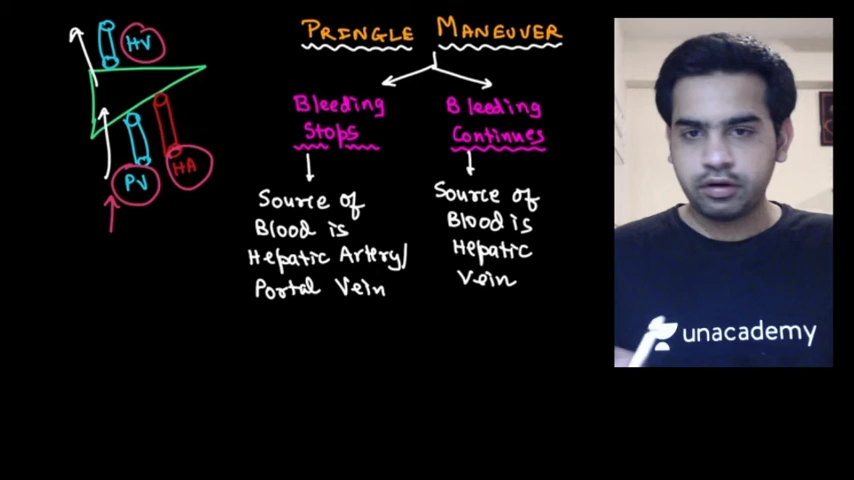 PRINGLE MANEUVER
HV
PV
HA
Bleeding
Stops
Source of
Blood is
Hepatic Artery/
Portal Vein
Bleeding
Continues
Source of
Blood is
Hepatic
Vein
unacademy